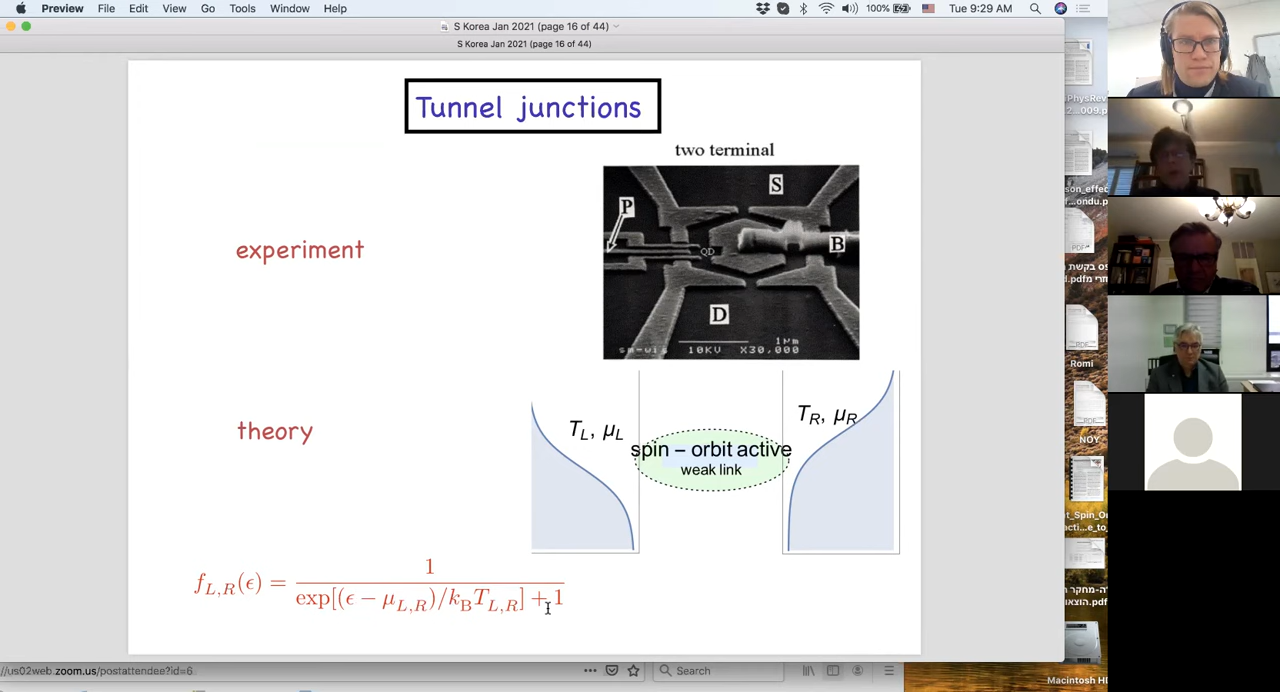 Preview File Edit View Go Tools Window Help
100% Tue 9:29 AM
S Korea Jan 2021 (page 16 of 44)
S Korea Jan 2021 (page 16 of 44)
Tunnel junctions
two terminal
experiment
P
S
QD
B
D
1μm
10KV X30,000
theory
T_L, μ_L
T_R, μ_R
spin – orbit active
weak link
f_{L,R}(ϵ) = 1 / exp[(ϵ − μ_{L,R})/k_B T_{L,R}] + 1
//us02web.zoom.us/postattendee?id=6
Search
PDF
Romi
NOY
Macintosh HD